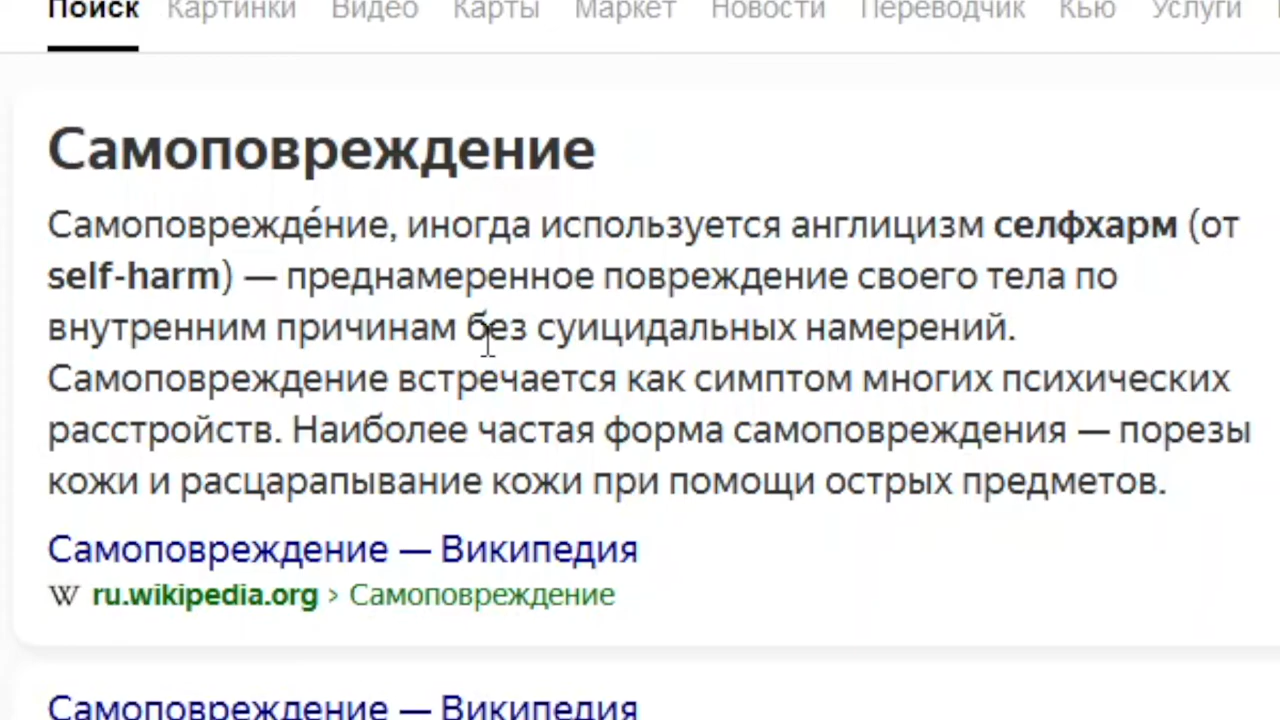 Поиск Картинки Видео Карты Маркет Новости Переводчик Кью Услуги
Самоповреждение
Самоповрежде́ние, иногда используется англицизм селфхарм (от
self-harm) — преднамеренное повреждение своего тела по
внутренним причинам без суицидальных намерений.
Самоповреждение встречается как симптом многих психических
расстройств. Наиболее частая форма самоповреждения — порезы
кожи и расцарапывание кожи при помощи острых предметов.
Самоповреждение — Википедия
W ru.wikipedia.org › Самоповреждение
Самоповреждение — Википедия